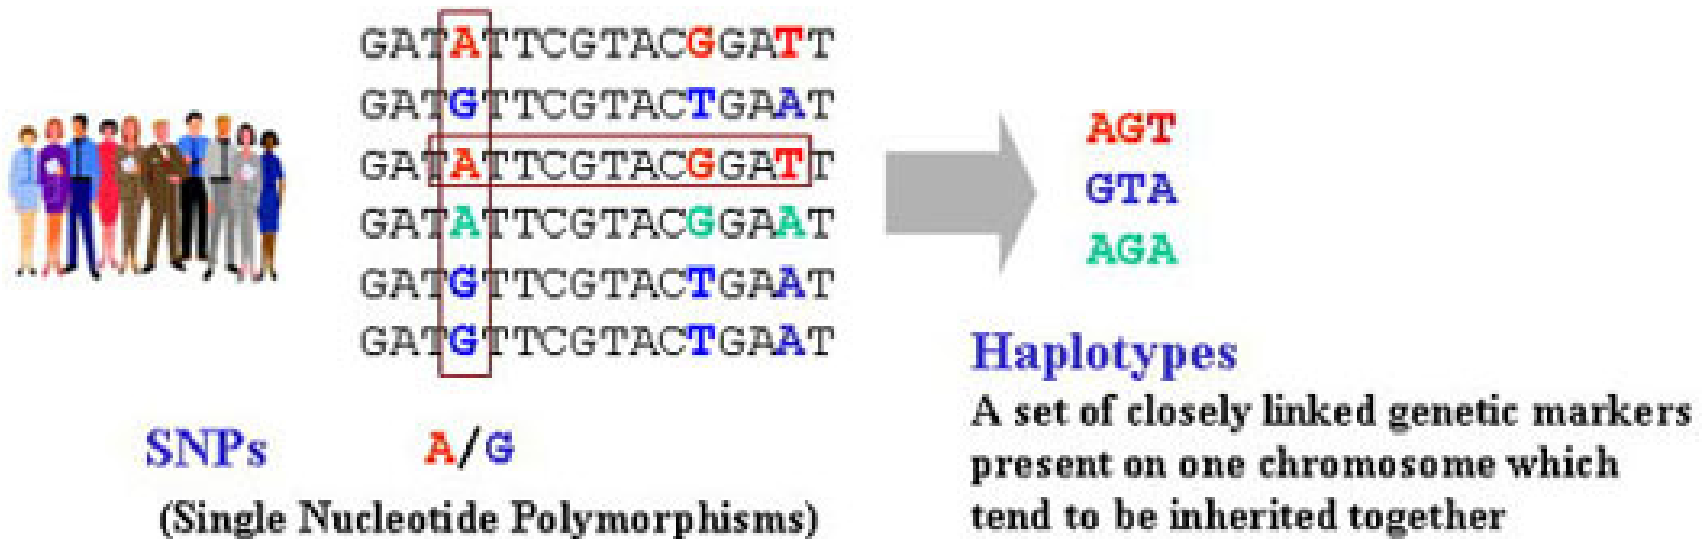 GATATTCGTACGGATT
GATGTTCGTACTGAAT
GATATTCGTACGGATT
GATATTCGTACGGAAT
GATGTTCGTACTGAAT
GATGTTCGTACTGAAT
SNPs A/G
(Single Nucleotide Polymorphisms)
AGT
GTA
AGA
Haplotypes
A set of closely linked genetic markers
present on one chromosome which
tend to be inherited together